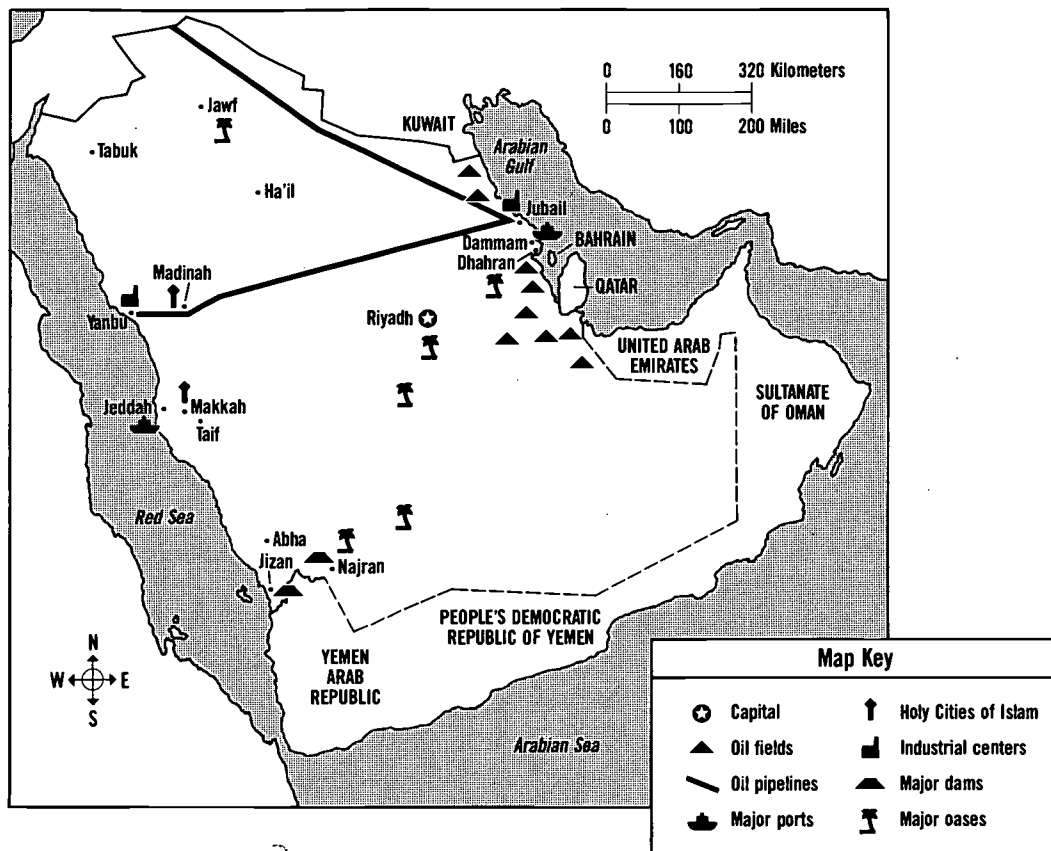 0 160 320 Kilometers
0 100 200 Miles
Jawf
KUWAIT
Arabian
Gulf
Tabuk
Ha'il
Jubail
Dammam
BAHRAIN
Dhahran
Madinah
QATAR
Yanbu
Riyadh
UNITED ARAB
EMIRATES
SULTANATE
OF OMAN
Jeddah
Makkah
Taif
Red Sea
Abha
Jizan
Najran
PEOPLE'S DEMOCRATIC
REPUBLIC OF YEMEN
YEMEN
ARAB
REPUBLIC
N
W E
S
Arabian Sea
Map Key
Capital
Holy Cities of Islam
Oil fields
Industrial centers
Oil pipelines
Major dams
Major ports
Major oases